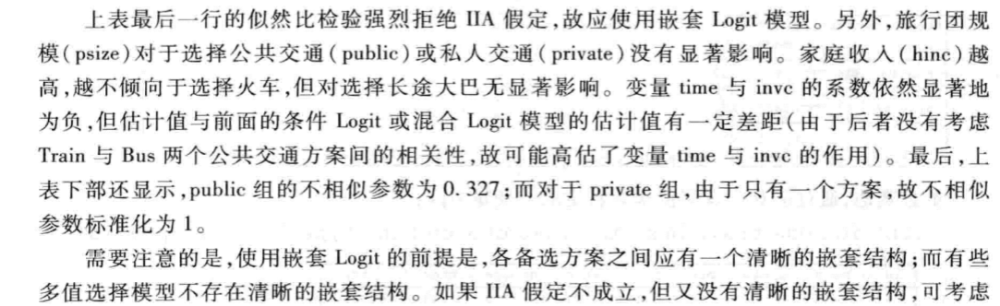 上表最后一行的似然比检验强烈拒绝 IIA 假定,故应使用嵌套 Logit 模型。另外,旅行团规
模(psize)对于选择公共交通(public)或私人交通(private)没有显著影响。家庭收入(hinc)越
高,越不倾向于选择火车,但对选择长途大巴无显著影响。变量 time 与 invc 的系数依然显著地
为负,但估计值与前面的条件 Logit 或混合 Logit 模型的估计值有一定差距(由于后者没有考虑
Train 与 Bus 两个公共交通方案间的相关性,故可能高估了变量 time 与 invc 的作用)。最后,上
表下部还显示,public 组的不相似参数为 0.327;而对于 private 组,由于只有一个方案,故不相似
参数标准化为 1。
需要注意的是,使用嵌套 Logit 的前提是,各备选方案之间应有一个清晰的嵌套结构;而有些
多值选择模型不存在清晰的嵌套结构。如果 IIA 假定不成立,但又没有清晰的嵌套结构,可考虑